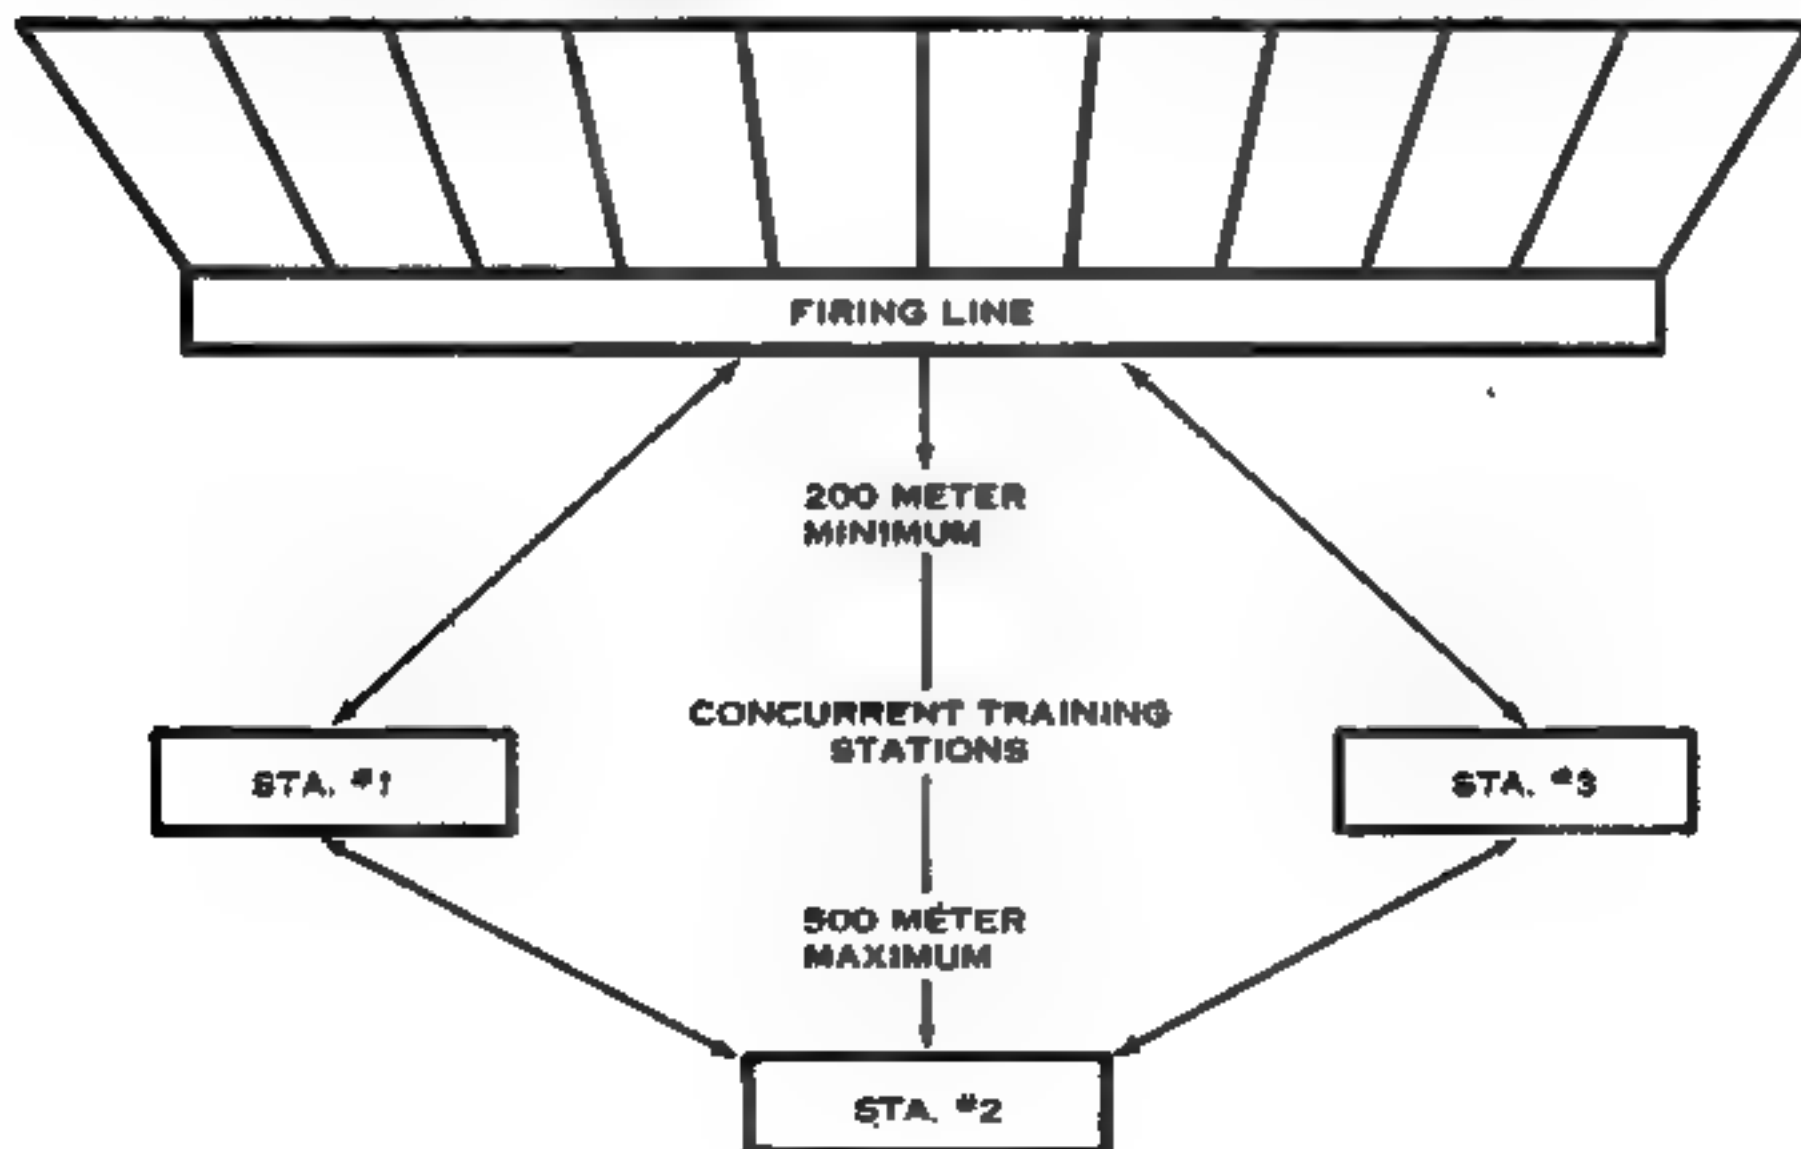 FIRING LINE
200 METER
MINIMUM
CONCURRENT TRAINING
STATIONS
STA. #1
STA. #3
500 METER
MAXIMUM
STA. #2